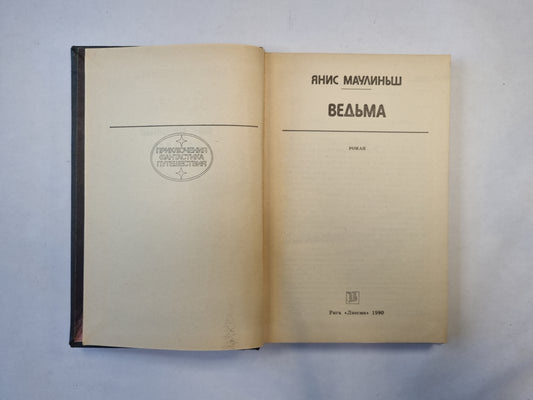 ПРИКЛЮЧЕНИЯ
ФАНТАСТИКА
ПУТЕШЕСТВИЯ
ЯНИС МАУЛИНЬШ
ВЕДЬМА
РОМАН
Рига «Лиесма» 1990